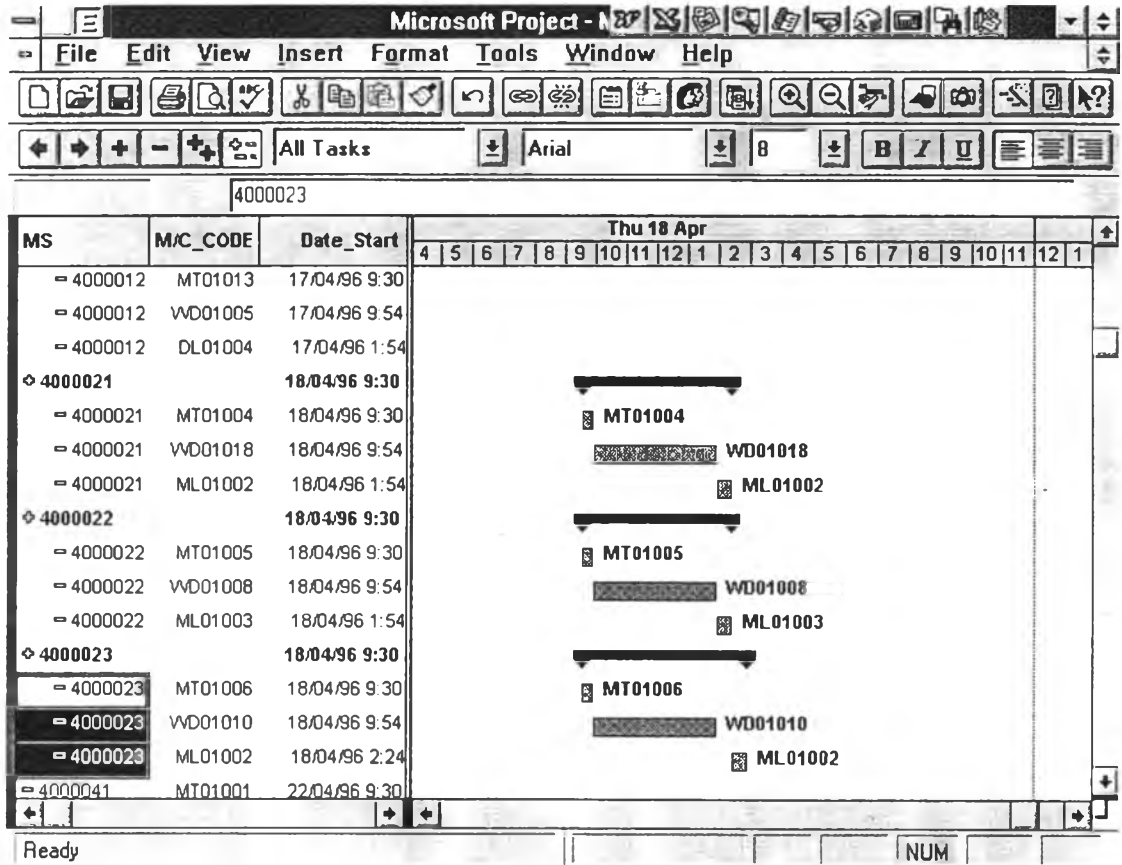 Microsoft Project -
File Edit View Insert Format Tools Window Help
All Tasks Arial 8 B I U
4000023
MS M/C_CODE Date_Start Thu 18 Apr
4 5 6 7 8 9 10 11 12 1 2 3 4 5 6 7 8 9 10 11 12 1
4000012 MT01013 17/04/96 9:30
4000012 WD01005 17/04/96 9:54
4000012 DL01004 17/04/96 1:54
4000021 18/04/96 9:30
4000021 MT01004 18/04/96 9:30 MT01004
4000021 WD01018 18/04/96 9:54 WD01018
4000021 ML01002 18/04/96 1:54 ML01002
4000022 18/04/96 9:30
4000022 MT01005 18/04/96 9:30 MT01005
4000022 WD01008 18/04/96 9:54 WD01008
4000022 ML01003 18/04/96 1:54 ML01003
4000023 18/04/96 9:30
4000023 MT01006 18/04/96 9:30 MT01006
4000023 WD01010 18/04/96 9:54 WD01010
4000023 ML01002 18/04/96 2:24 ML01002
4000041 MT01001 22/04/96 9:30
Ready NUM